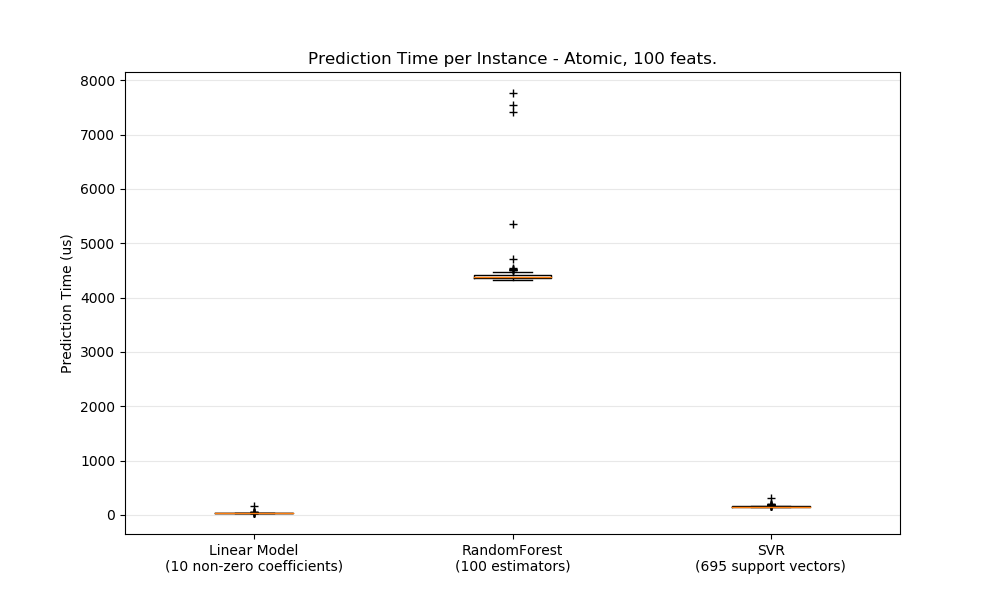 Prediction Time per Instance - Atomic, 100 feats.
8000
7000
6000
5000
4000
3000
2000
1000
0
Prediction Time (us)
Linear Model
(10 non-zero coefficients)
RandomForest
(100 estimators)
SVR
(695 support vectors)